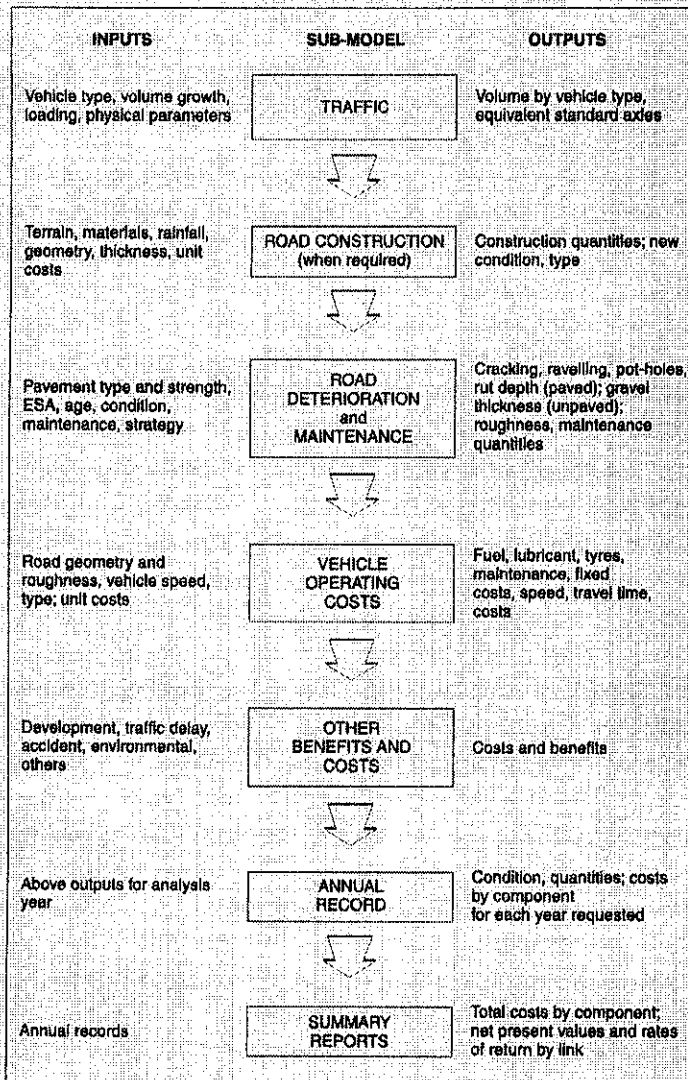 INPUTS
SUB-MODEL
OUTPUTS
Vehicle type, volume growth,
loading, physical parameters
TRAFFIC
Volume by vehicle type,
equivalent standard axles
Terrain, materials, rainfall,
geometry, thickness, unit
costs
ROAD CONSTRUCTION
(when required)
Construction quantities; new
condition, type
Pavement type and strength,
ESA, age, condition,
maintenance, strategy
ROAD
DETERIORATION
and
MAINTENANCE
Cracking, ravelling, pot-holes,
rut depth (paved); gravel
thickness (unpaved);
roughness, maintenance
quantities
Road geometry and
roughness, vehicle speed,
type; unit costs
VEHICLE
OPERATING
COSTS
Fuel, lubricant, tyres,
maintenance, fixed
costs, speed, travel time,
costs
Development, traffic delay,
accident, environmental,
others
OTHER
BENEFITS AND
COSTS
Costs and benefits
Above outputs for analysis
year
ANNUAL
RECORD
Condition, quantities; costs
by component
for each year requested
Annual records
SUMMARY
REPORTS
Total costs by component;
net present values and rates
of return by link